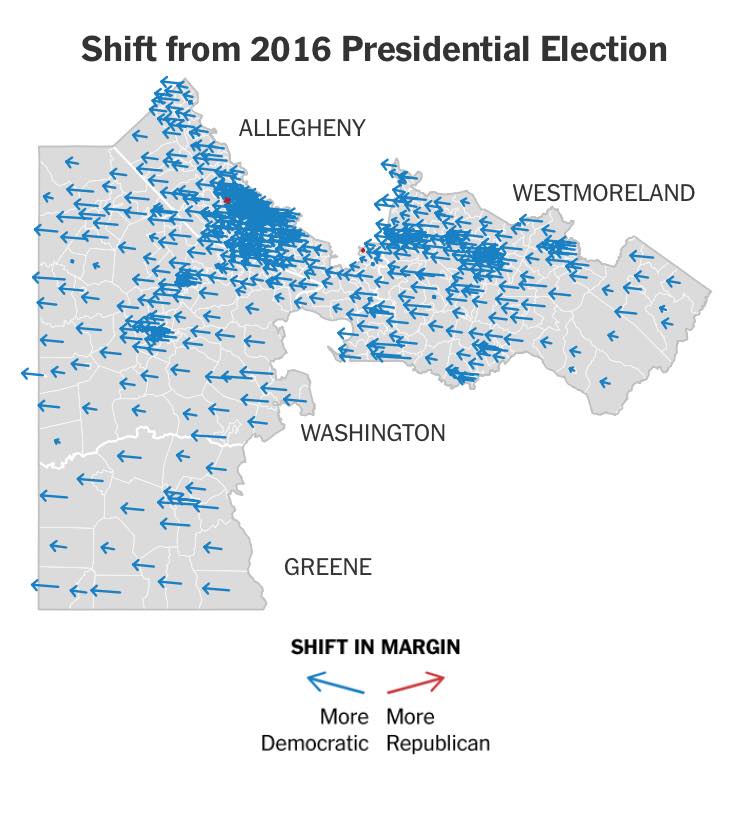 Shift from 2016 Presidential Election
ALLEGHENY
WESTMORELAND
WASHINGTON
GREENE
SHIFT IN MARGIN
More Democratic
More Republican